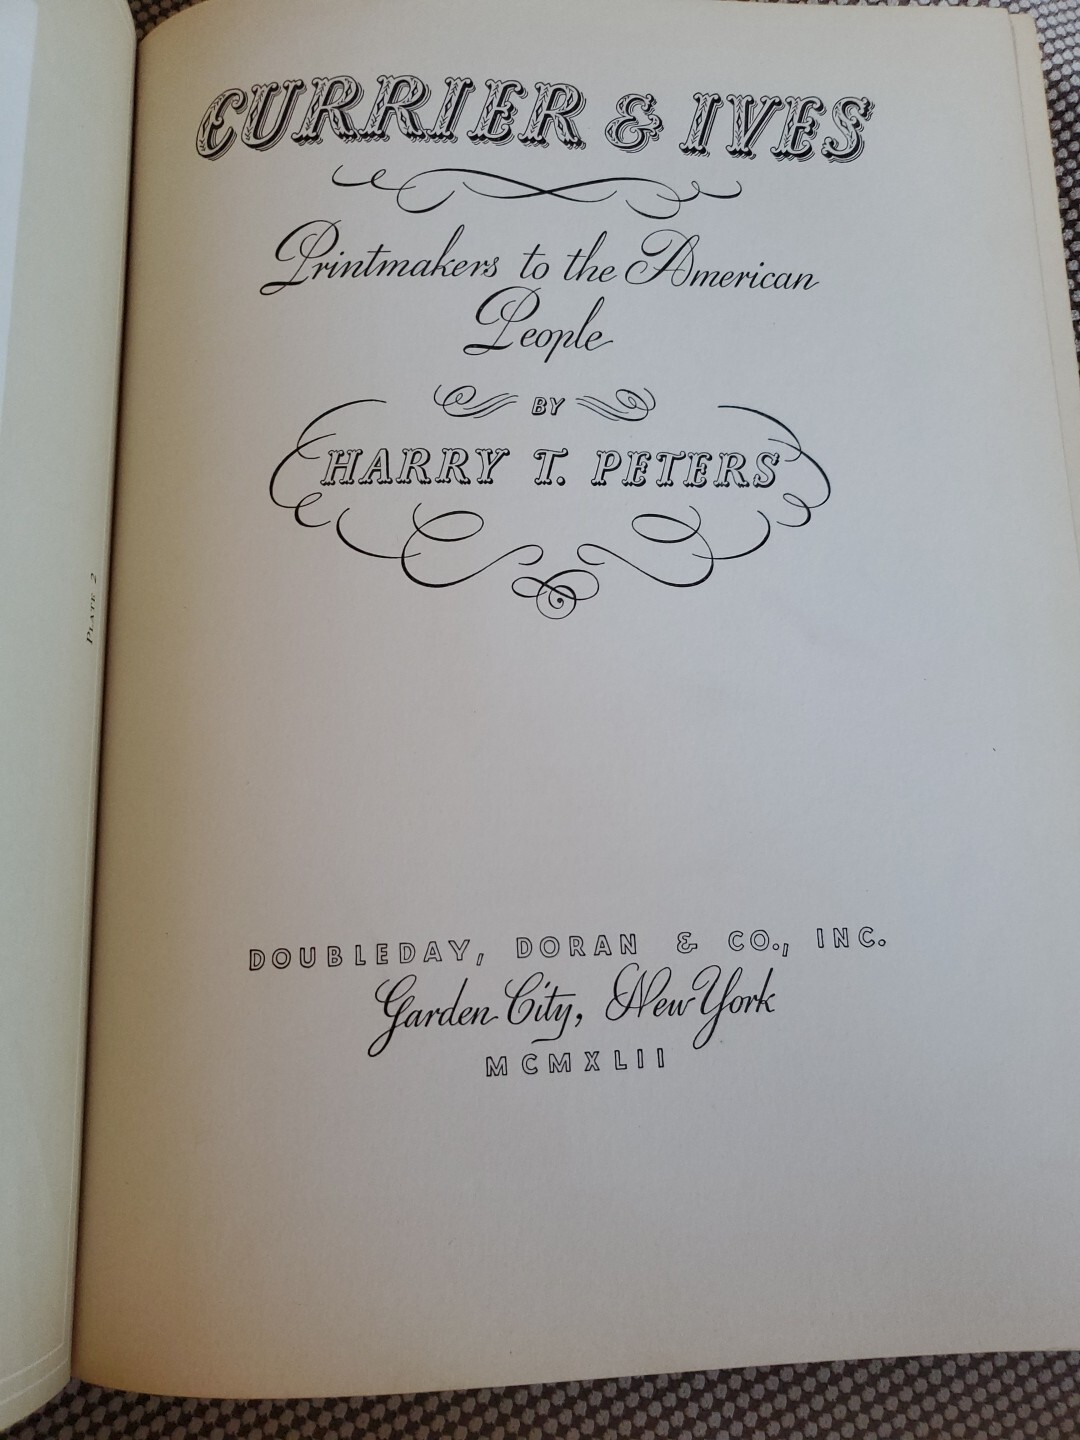 PLATE 2
CURRIER & IVES
Printmakers to the American
People
BY
HARRY T. PETERS
DOUBLEDAY, DORAN & CO., INC.
Garden City, New York
MCMXLII